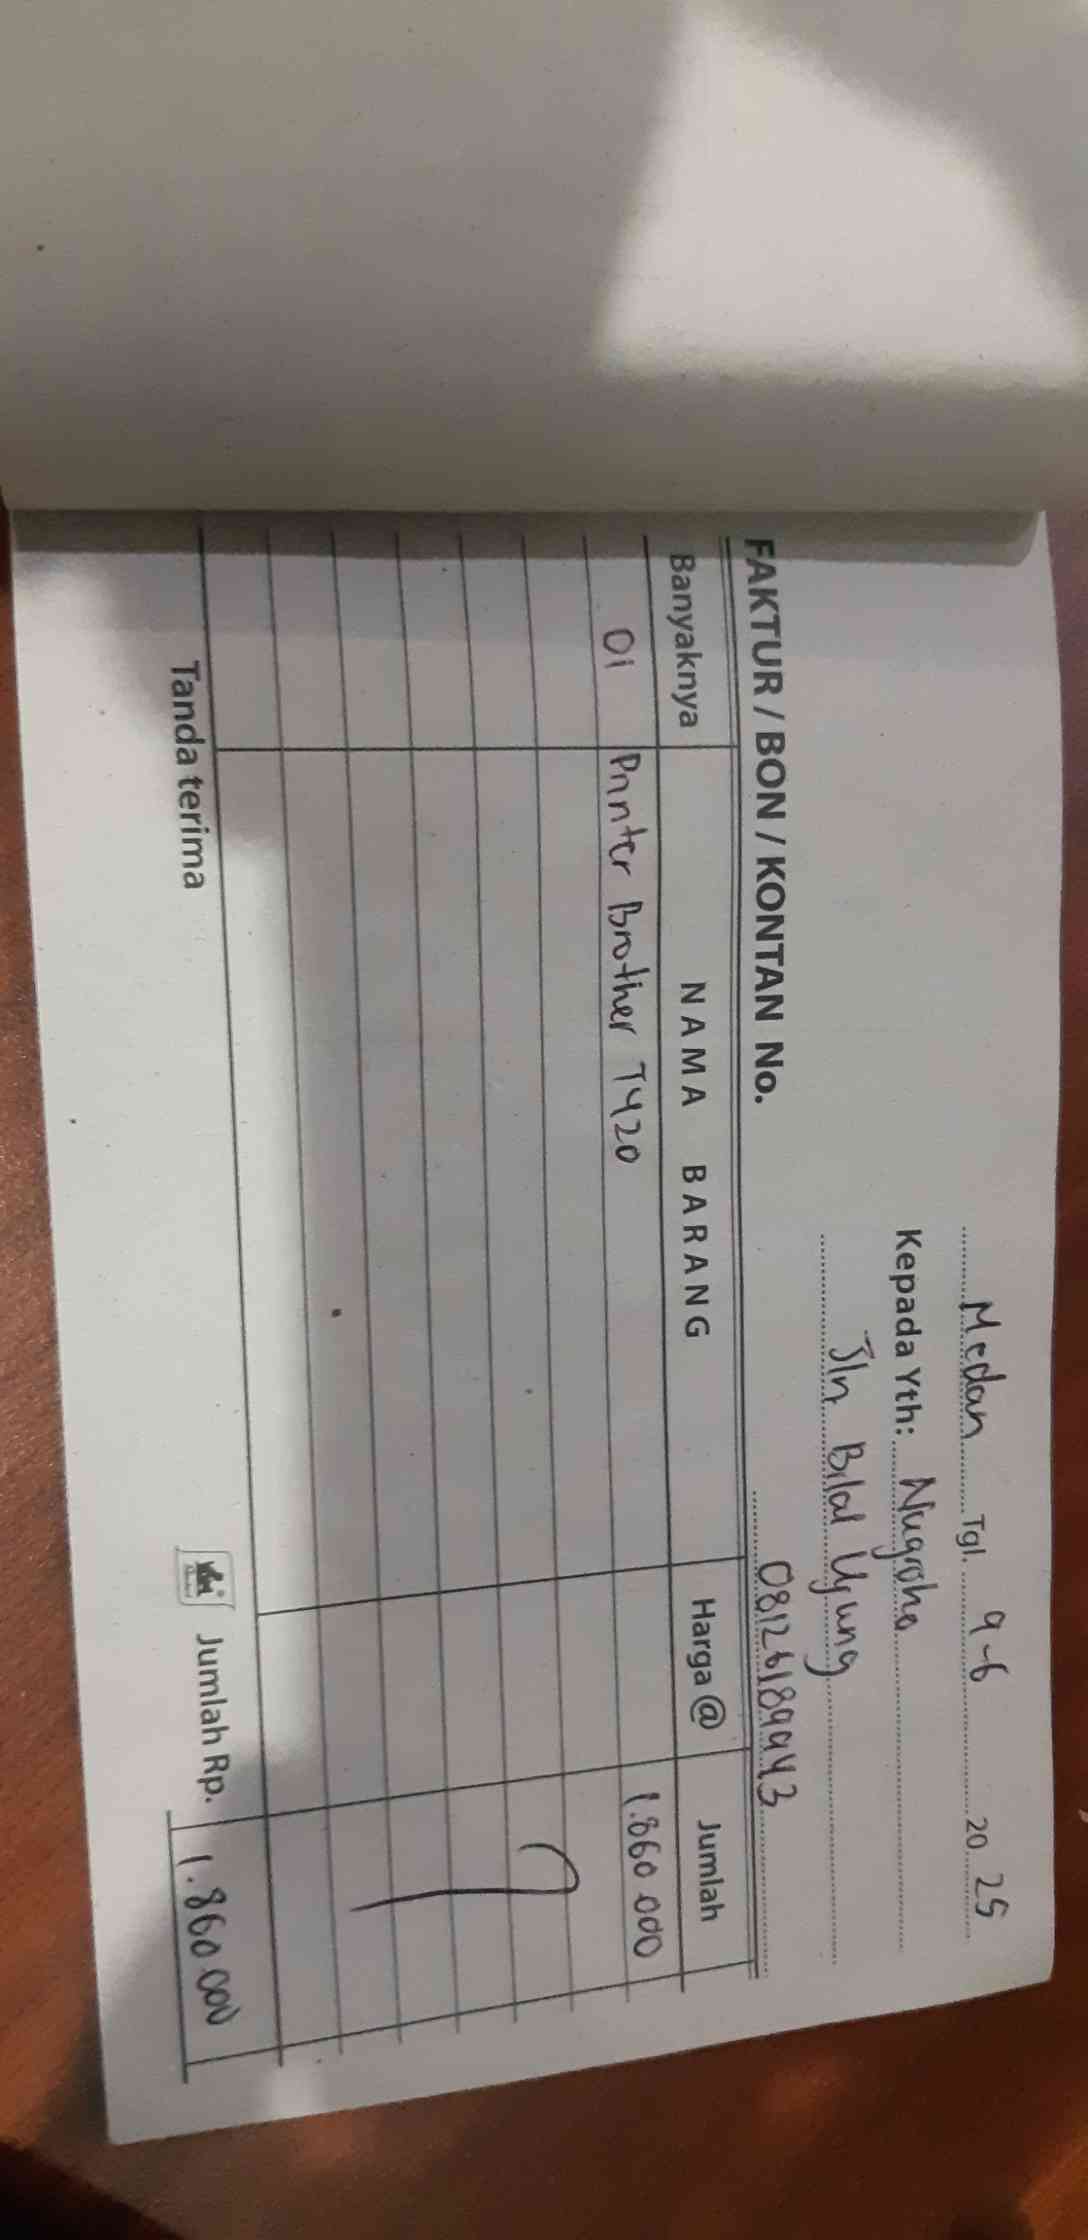 Medan Tgl. 9-6 20 25
Kepada Yth: Nugroho
Jln Bilal Ujung
08126189943
FAKTUR / BON / KONTAN No.
Banyaknya NAMA BARANG Harga @ Jumlah
01 Printer Brother T420 1.860.000
Tanda terima Jumlah Rp. 1.860.000